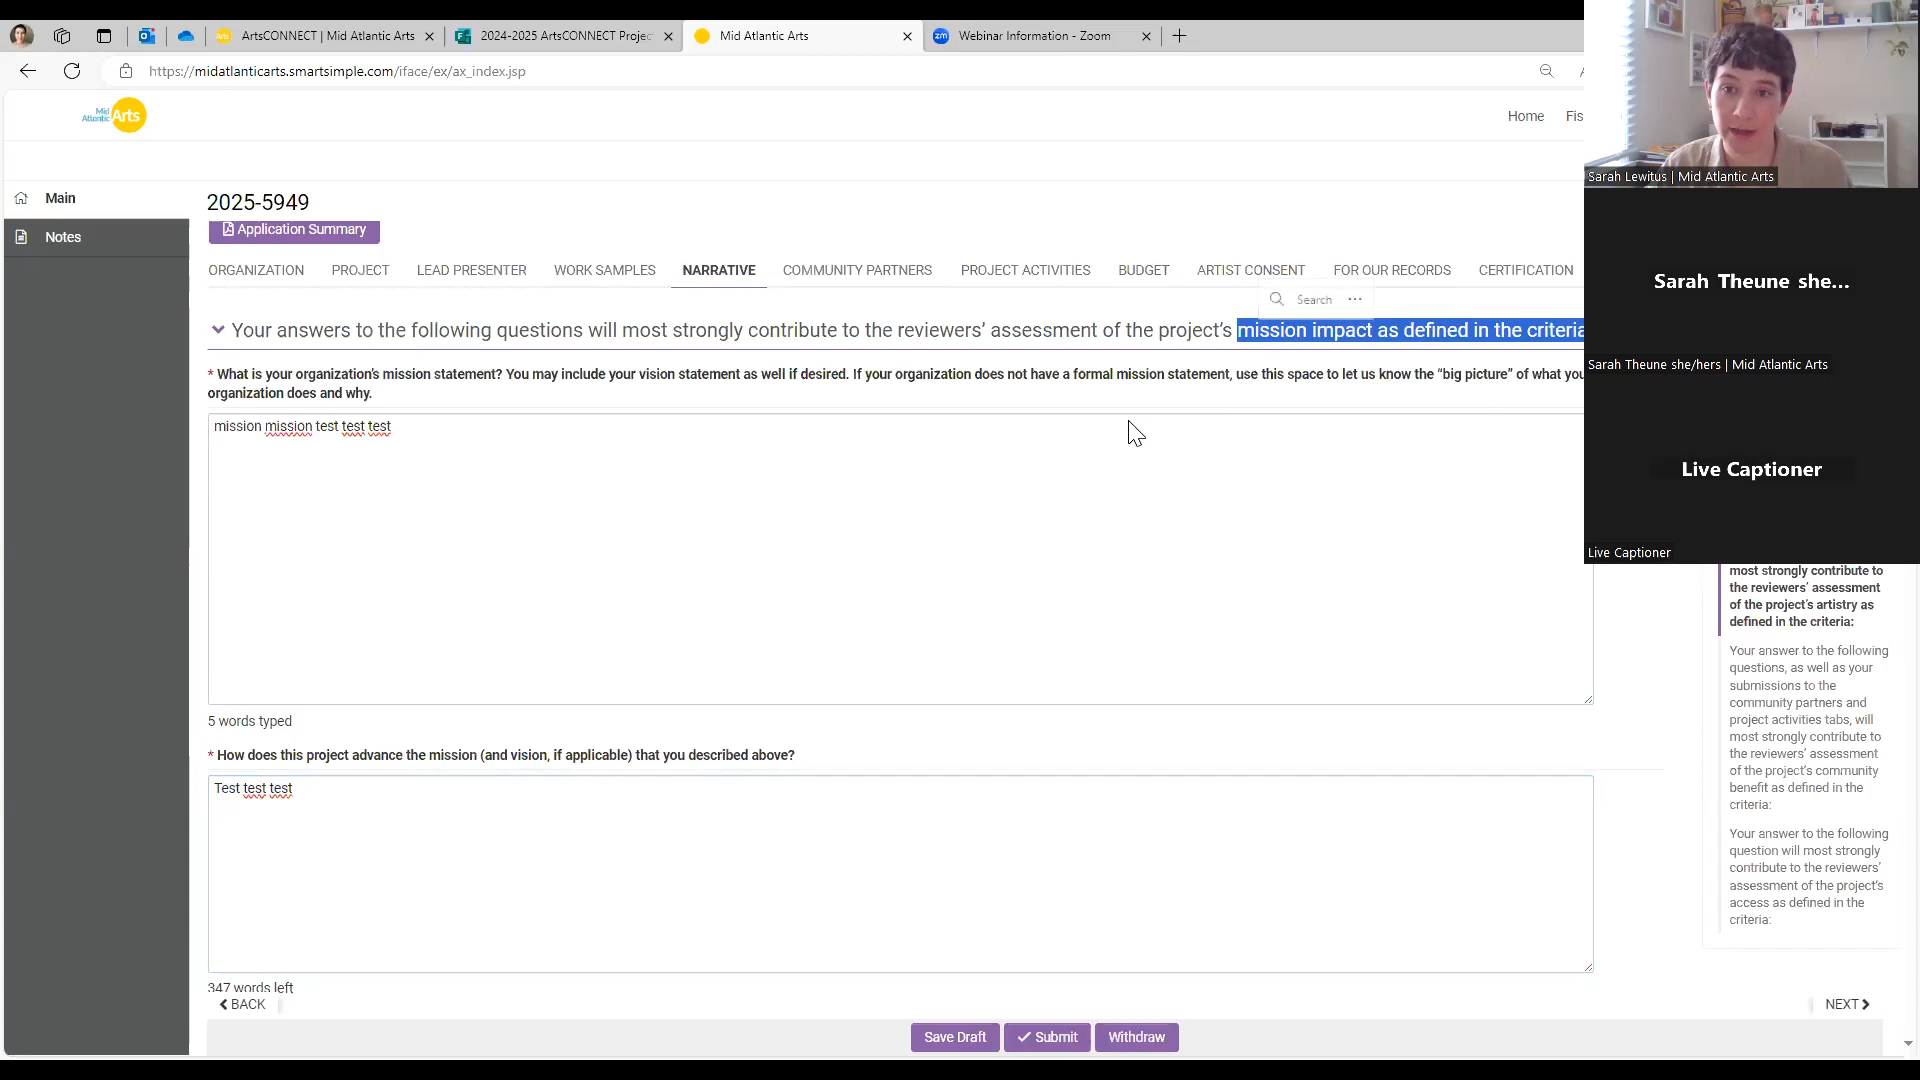 ArtsCONNECT | Mid Atlantic Arts
2024-2025 ArtsCONNECT Projec
Mid Atlantic Arts
zm
Webinar Information - Zoom
https://midatlanticarts.smartsimple.com/iface/ex/ax_index.jsp
Mid
Atlantic
Arts
Home
Fis
Sarah Lewitus | Mid Atlantic Arts
Main
Notes
2025-5949
Application Summary
ORGANIZATION
PROJECT
LEAD PRESENTER
WORK SAMPLES
NARRATIVE
COMMUNITY PARTNERS
PROJECT ACTIVITIES
BUDGET
ARTIST CONSENT
FOR OUR RECORDS
CERTIFICATION
Search
Sarah Theune she...
Sarah Theune she/hers | Mid Atlantic Arts
Your answers to the following questions will most strongly contribute to the reviewers’ assessment of the project’s mission impact as defined in the criteria
* What is your organization’s mission statement? You may include your vision statement as well if desired. If your organization does not have a formal mission statement, use this space to let us know the “big picture” of what you
organization does and why.
mission mission test test test
5 words typed
Live Captioner
Live Captioner
* How does this project advance the mission (and vision, if applicable) that you described above?
Test test test
347 words left
most strongly contribute to
the reviewers’ assessment
of the project’s artistry as
defined in the criteria:
Your answer to the following
questions, as well as your
submissions to the
community partners and
project activities tabs, will
most strongly contribute to
the reviewers’ assessment
of the project’s community
benefit as defined in the
criteria:
Your answer to the following
question will most strongly
contribute to the reviewers’
assessment of the project’s
access as defined in the
criteria:
BACK
NEXT
Save Draft
Submit
Withdraw